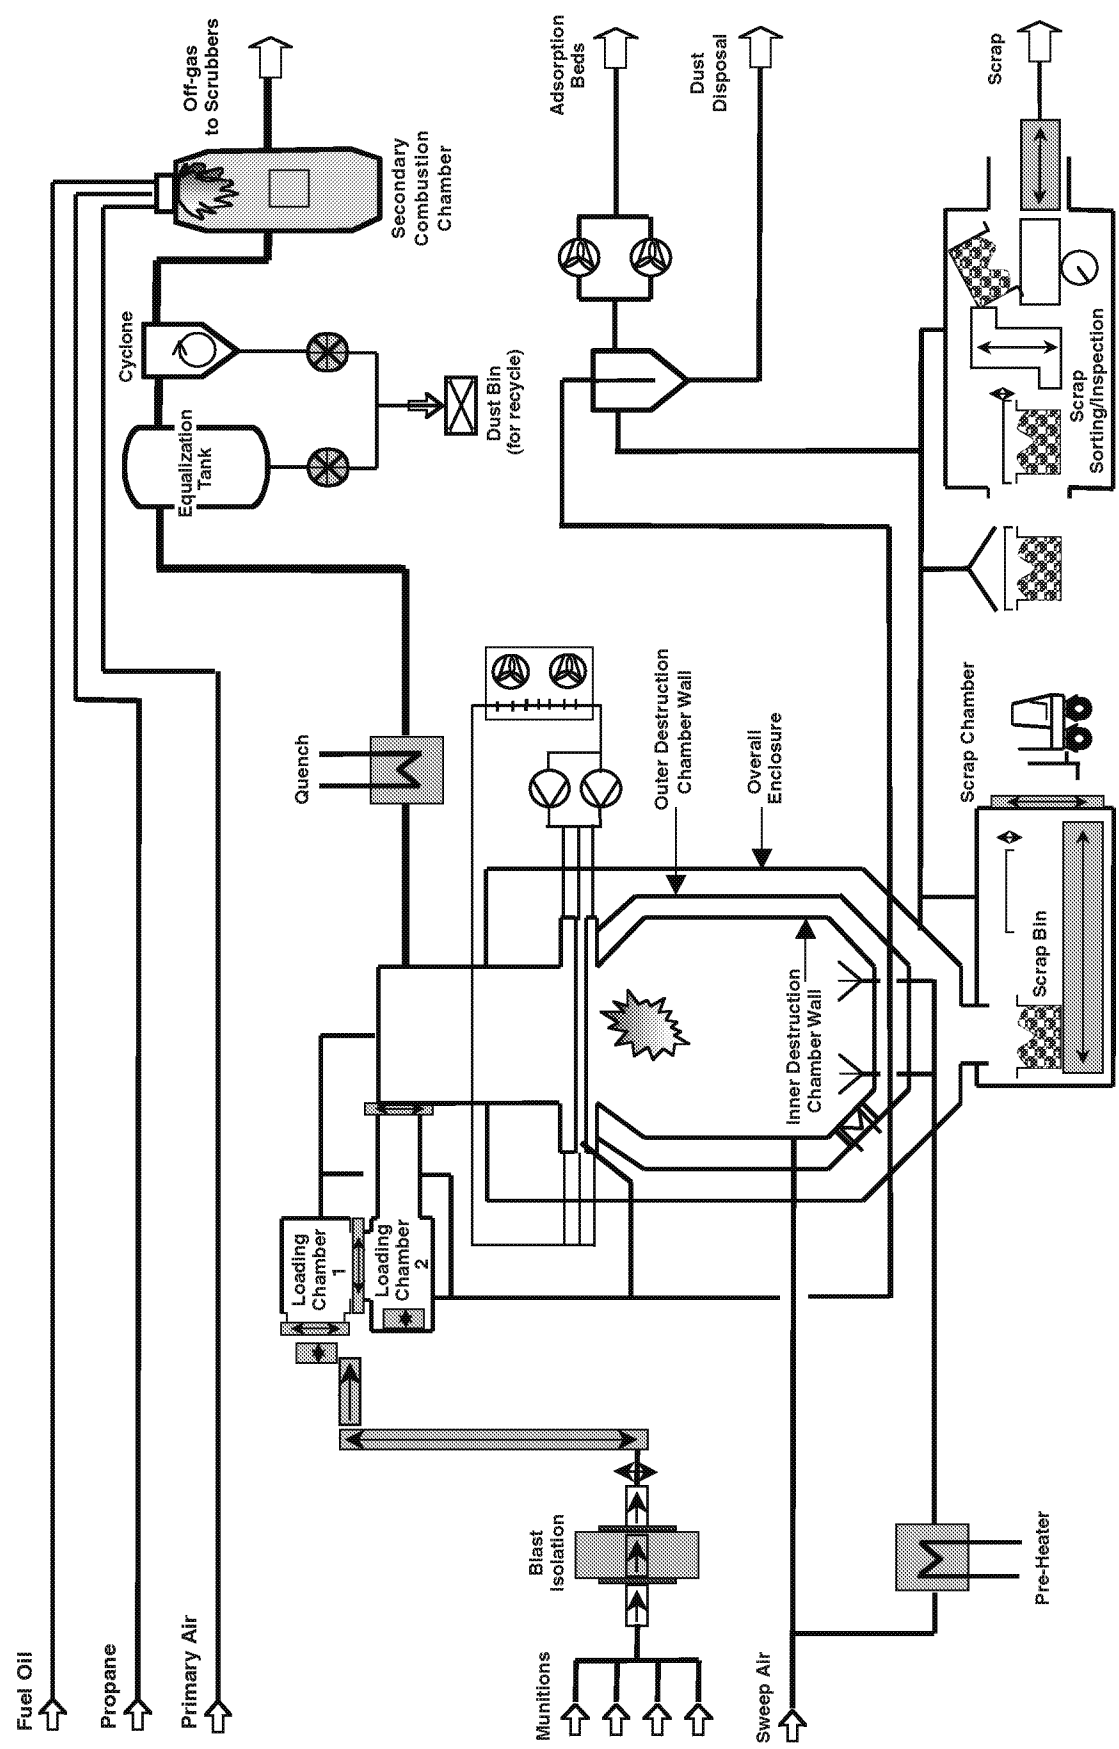 Fuel Oil
Propane
Primary Air
Munitions
Sweep Air
Blast
Isolation
Pre-Heater
Loading
Chamber
1
Loading
Chamber
2
Quench
Equalization
Tank
Cyclone
Dust Bin
(for recycle)
Secondary
Combustion
Chamber
Off-gas
to Scrubbers
Adsorption
Beds
Dust
Disposal
Outer Destruction
Chamber Wall
Overall
Enclosure
Inner Destruction
Chamber Wall
Scrap Bin
Scrap Chamber
Scrap
Sorting/Inspection
Scrap